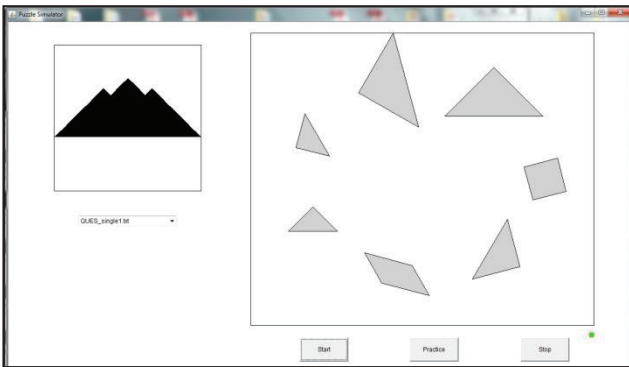 Puzzle Simulator
QUES_single1.txt
Start
Practice
Stop